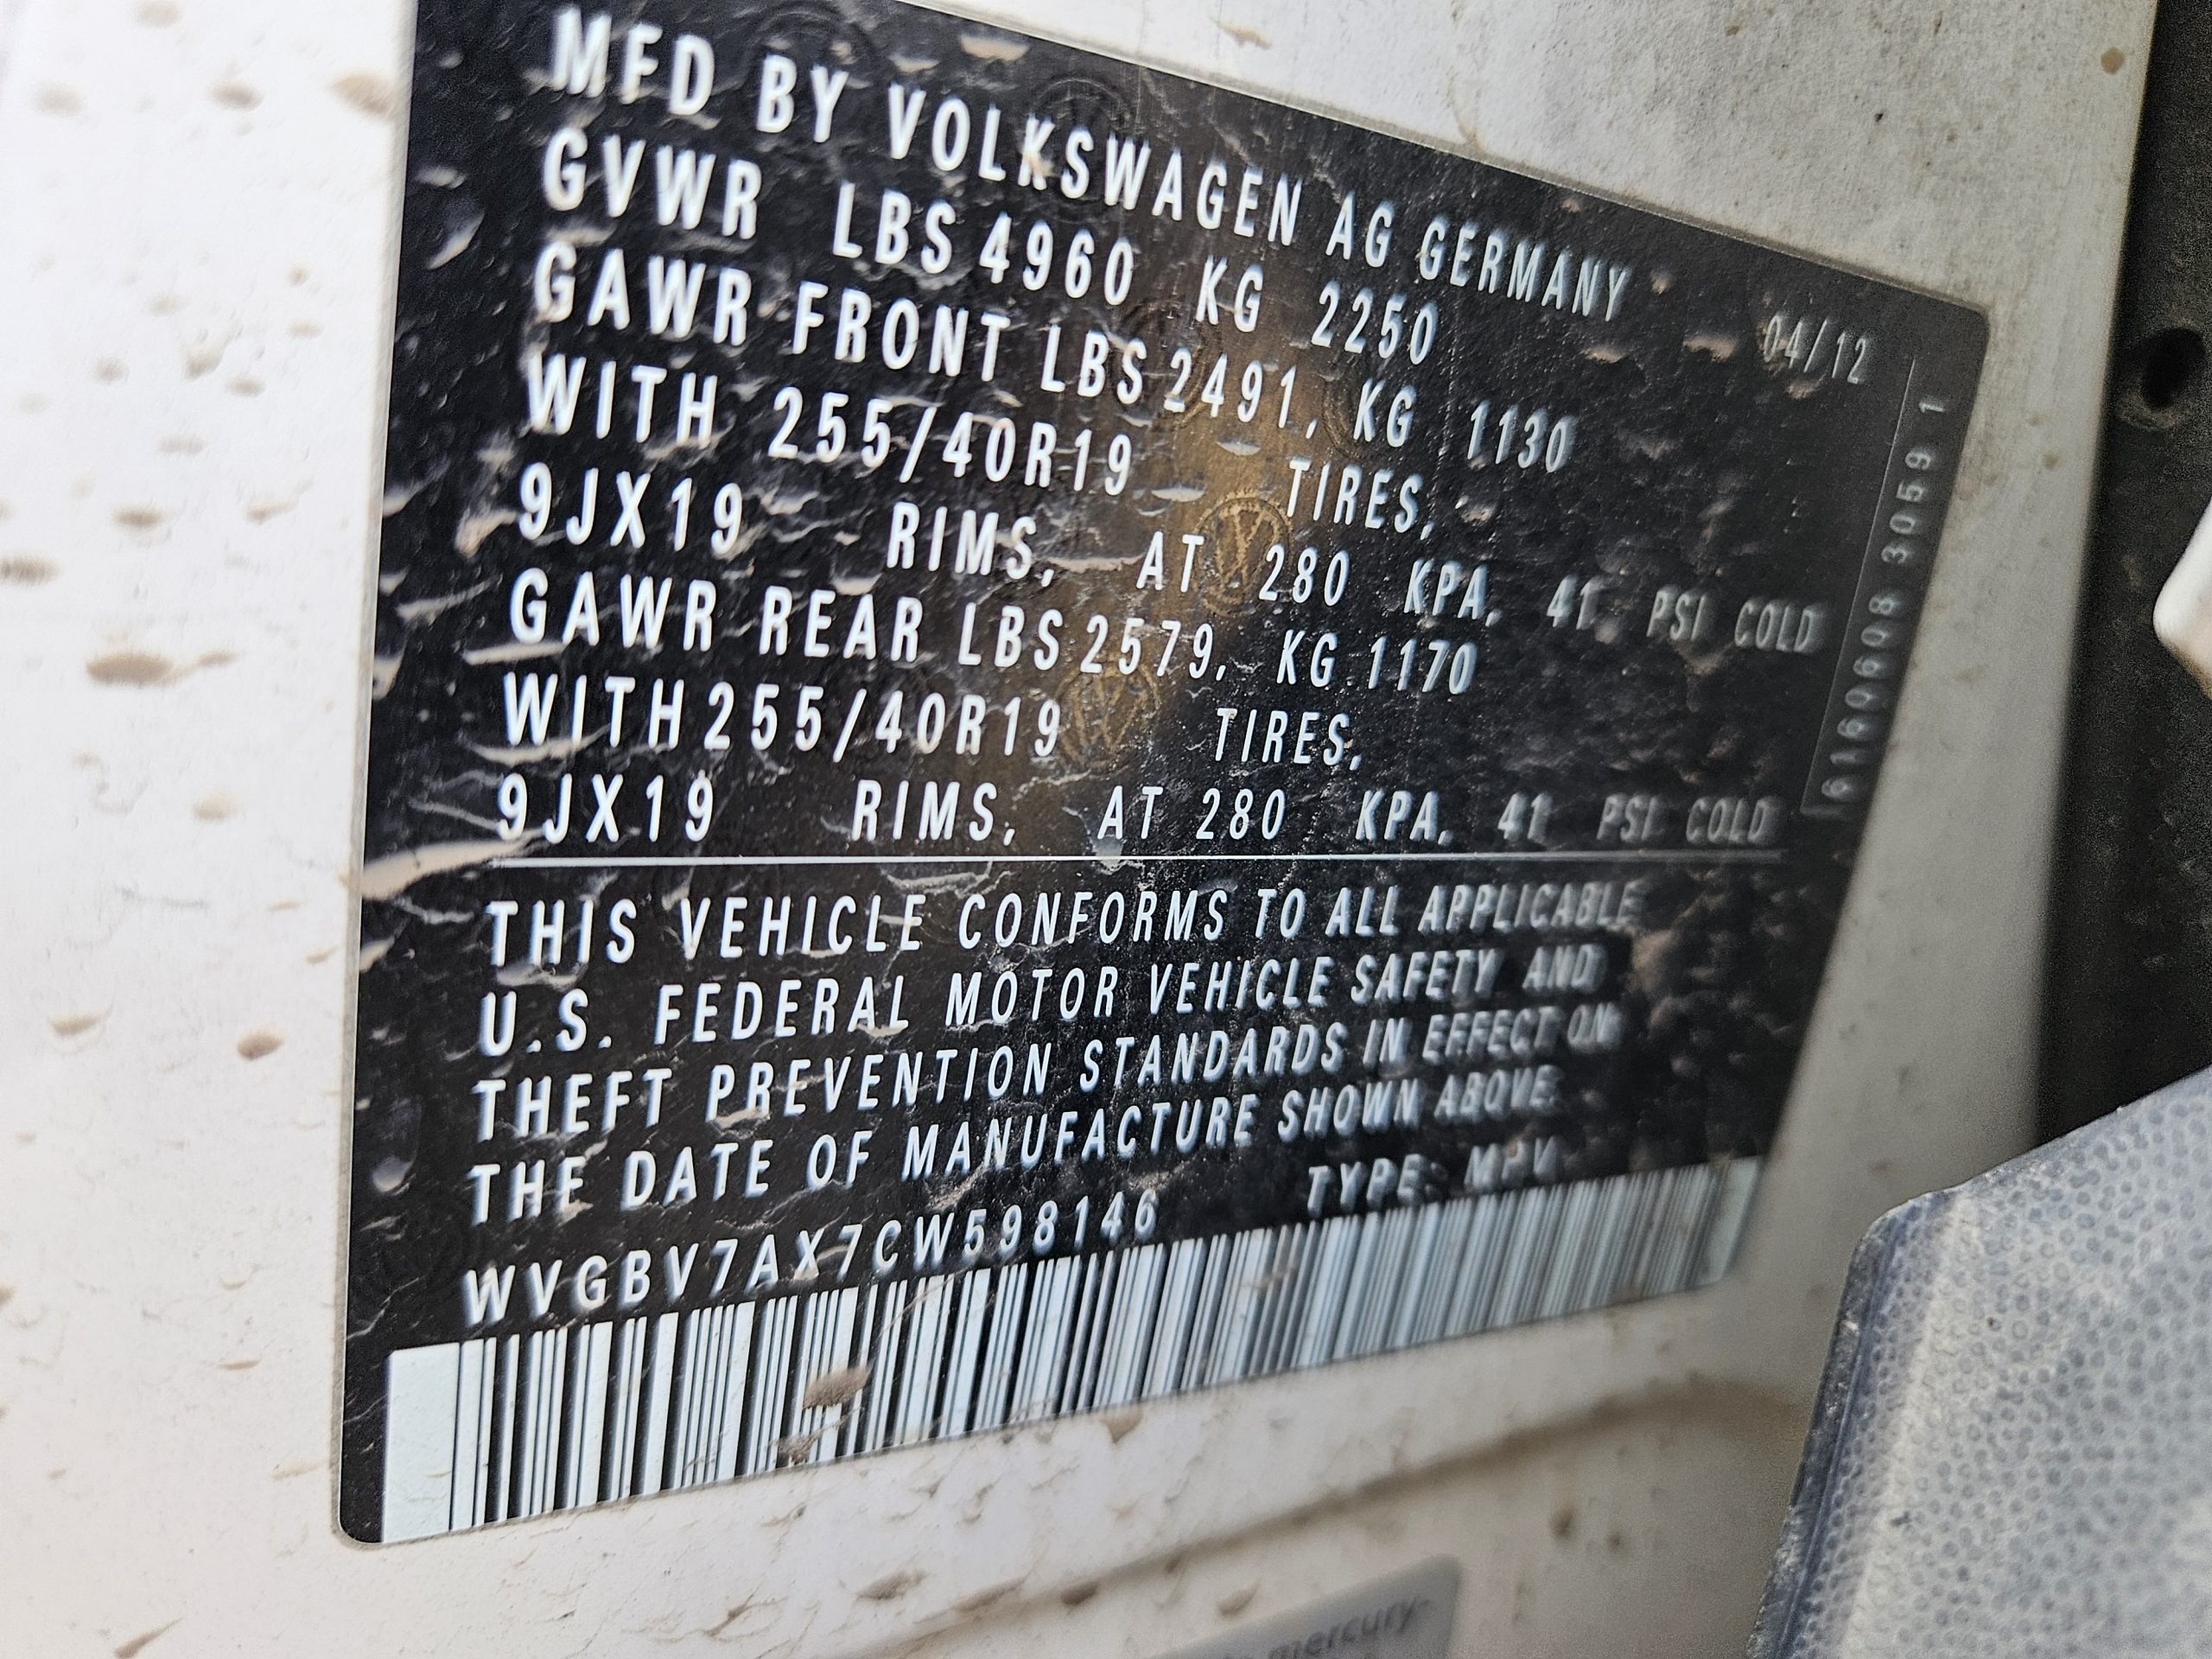 MFD BY VOLKSWAGEN AG GERMANY
GVWR LBS 4960 KG 2250 04/12
GAWR FRONT LBS 2491, KG 1130
WITH 255/40R19 TIRES,
9JX19 RIMS, AT 280 KPA, 41 PSI COLD
GAWR REAR LBS 2579, KG 1170
WITH 255/40R19 TIRES,
9JX19 RIMS, AT 280 KPA, 41 PSI COLD
THIS VEHICLE CONFORMS TO ALL APPLICABLE
U.S. FEDERAL MOTOR VEHICLE SAFETY AND
THEFT PREVENTION STANDARDS IN EFFECT ON
THE DATE OF MANUFACTURE SHOWN ABOVE.
WVGBV7AX7CW598146 TYPE: MPV
mercury-